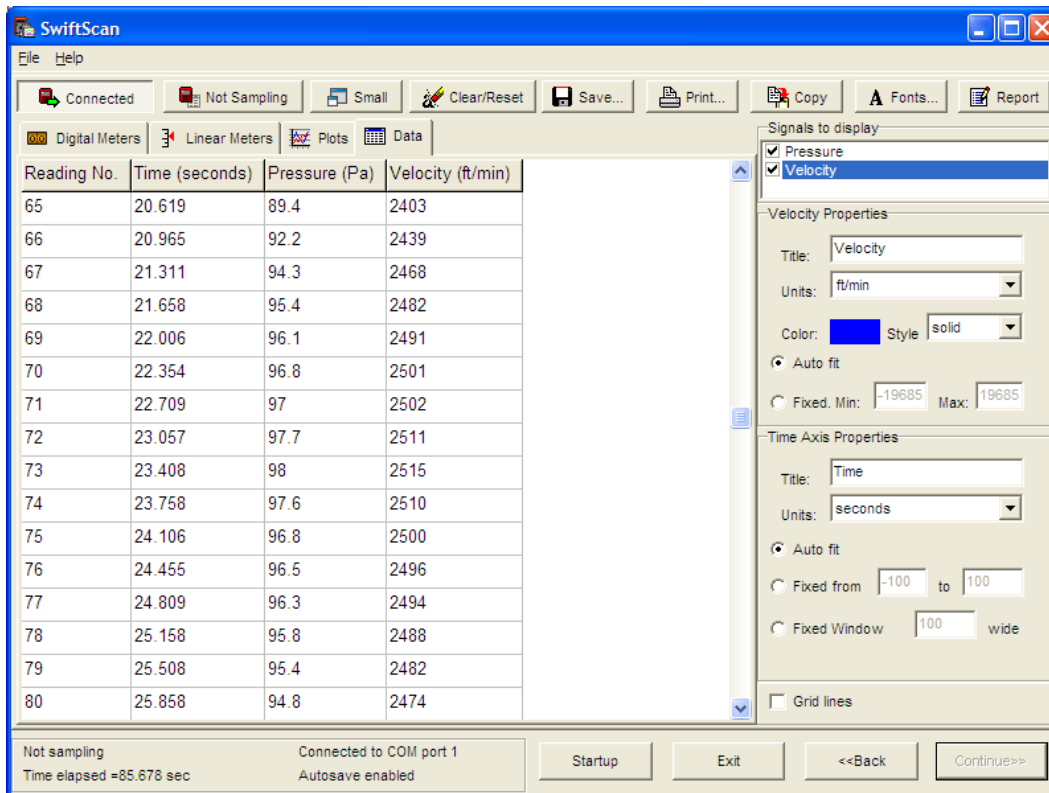 SwiftScan
File Help
Connected Not Sampling Small Clear/Reset Save... Print... Copy Fonts... Report
Digital Meters Linear Meters Plots Data
Reading No. Time (seconds) Pressure (Pa) Velocity (ft/min)
65 20.619 89.4 2403
66 20.965 92.2 2439
67 21.311 94.3 2468
68 21.658 95.4 2482
69 22.006 96.1 2491
70 22.354 96.8 2501
71 22.709 97 2502
72 23.057 97.7 2511
73 23.408 98 2515
74 23.758 97.6 2510
75 24.106 96.8 2500
76 24.455 96.5 2496
77 24.809 96.3 2494
78 25.158 95.8 2488
79 25.508 95.4 2482
80 25.858 94.8 2474
Signals to display
Pressure
Velocity
Velocity Properties
Title: Velocity
Units: ft/min
Color: Style solid
Auto fit
Fixed. Min: -19685 Max: 19685
Time Axis Properties
Title: Time
Units: seconds
Auto fit
Fixed from -100 to 100
Fixed Window 100 wide
Grid lines
Not sampling Connected to COM port 1
Time elapsed =85.678 sec Autosave enabled
Startup Exit <<Back Continue>>